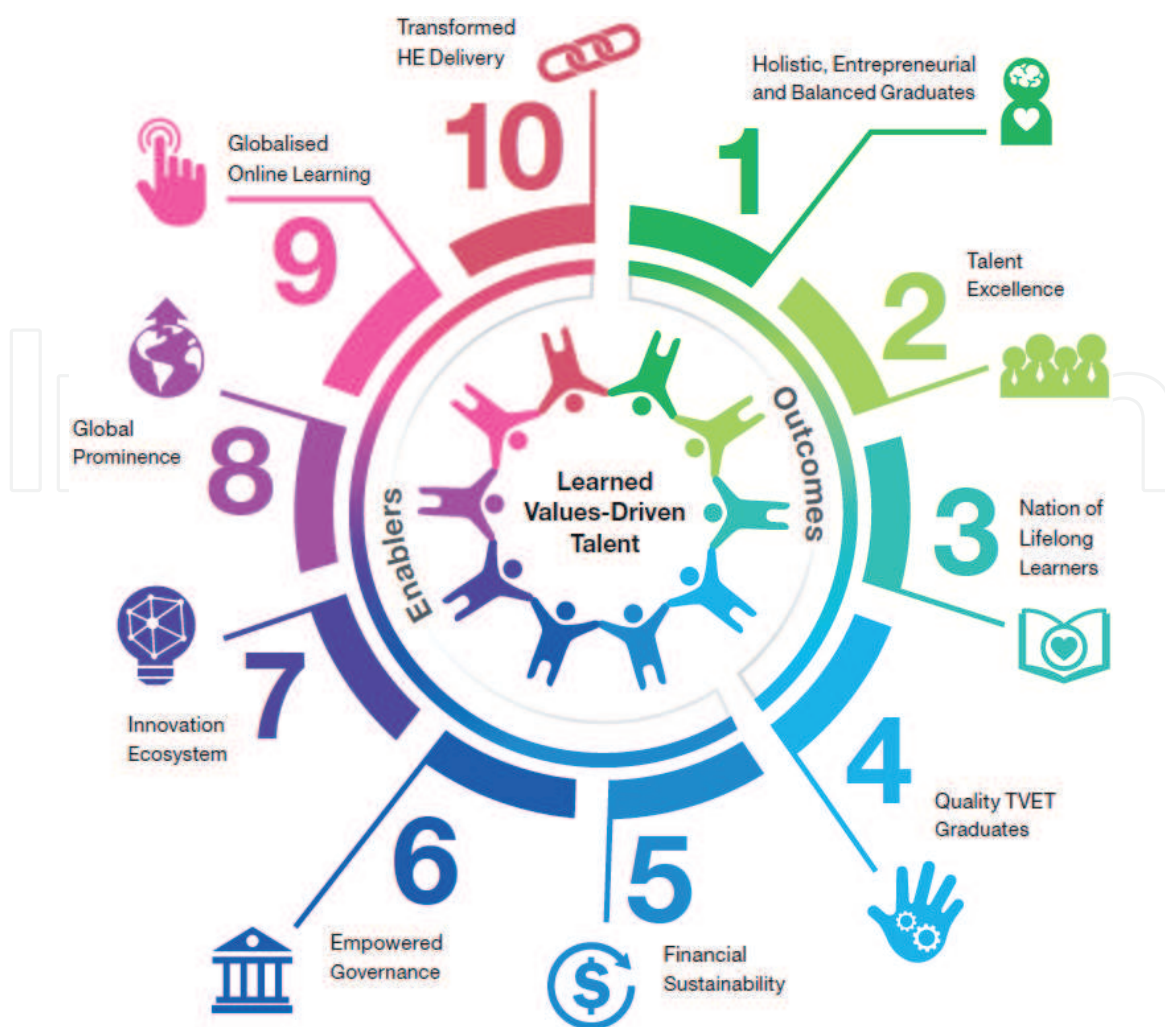 Transformed
HE Delivery
10
Holistic, Entrepreneurial
and Balanced Graduates
1
Globalised
Online Learning
9
Talent
Excellence
2
Global
Prominence
8
Nation of
Lifelong
Learners
3
Outcomes
Enablers
Learned
Values-Driven
Talent
Innovation
Ecosystem
7
4
Quality TVET
Graduates
6
Empowered
Governance
5
Financial
Sustainability
$